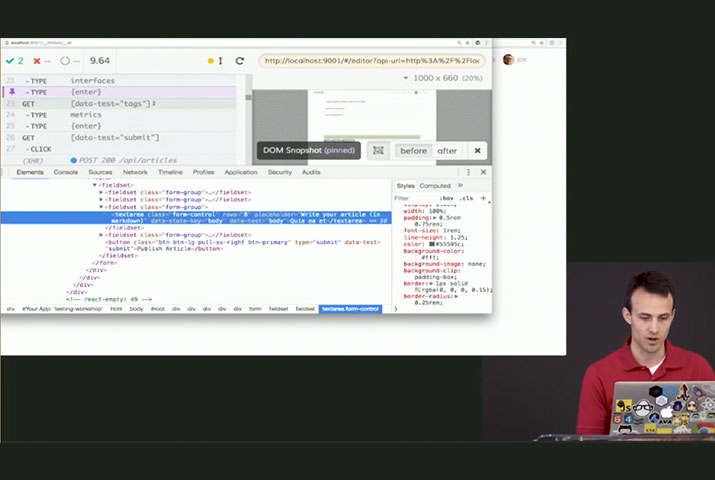 joe
2
9.64
1
http://localhost:9001/#/editor?api-url=http%3A%2F%2Floc
21 -TYPE interfaces
-TYPE {enter}
GET [data-test="tags"]
24 -TYPE metrics
25 -TYPE {enter}
26 GET [data-test="submit"]
27 -CLICK
(XHR) POST 200 /api/articles
1000 x 660 (20%)
DOM Snapshot (pinned)
before after
Elements Console Sources Network Timeline Profiles Application Security Audits
<fieldset>
<fieldset class="form-group">…</fieldset>
<fieldset class="form-group">…</fieldset>
<fieldset class="form-group">
<textarea class="form-control" rows="8" placeholder="Write your article (in
markdown)" data-state-key="body" data-test="body">Quia ea et</textarea> == $0
</fieldset>
<fieldset class="form-group">…</fieldset>
<button class="btn btn-lg pull-xs-right btn-primary" type="submit" data-test=
"submit">Publish Article</button>
</fieldset>
</form>
</div>
</div>
</div>
<!-- react-empty: 49 -->
div #Your App: 'testing-workshop' html body #root div div div div div div form fieldset fieldset textarea.form-control
Styles Computed
Filter :hov .cls +
width: 100%;
padding: 0.5rem
0.75rem;
font-size: 1rem;
line-height: 1.25;
color: #55595c;
background-color:
#fff;
background-image: none;
background-clip:
padding-box;
border: 1px solid
rgba(0, 0, 0, 0.15);
border-radius:
0.25rem;
JS
64
AVA